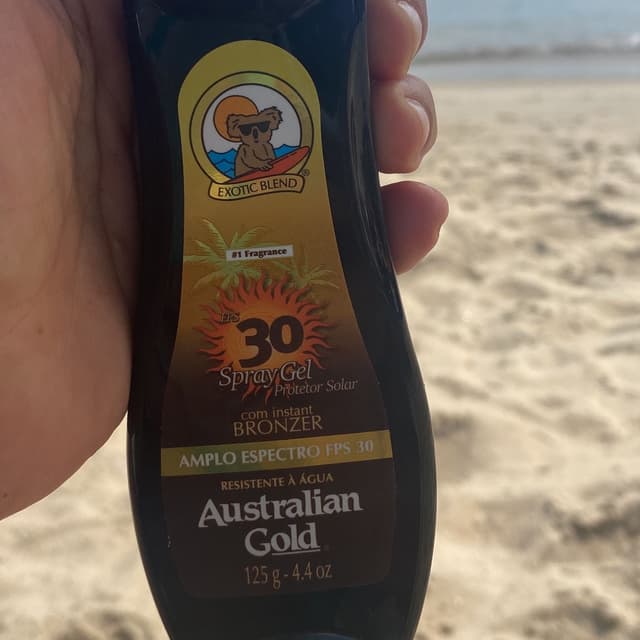 EXOTIC BLEND
#1 Fragrance
FPS
30
Spray Gel
Protetor Solar
com instant
BRONZER
AMPLO ESPECTRO FPS 30
RESISTENTE À ÁGUA
Australian
Gold
125 g - 4.4 oz